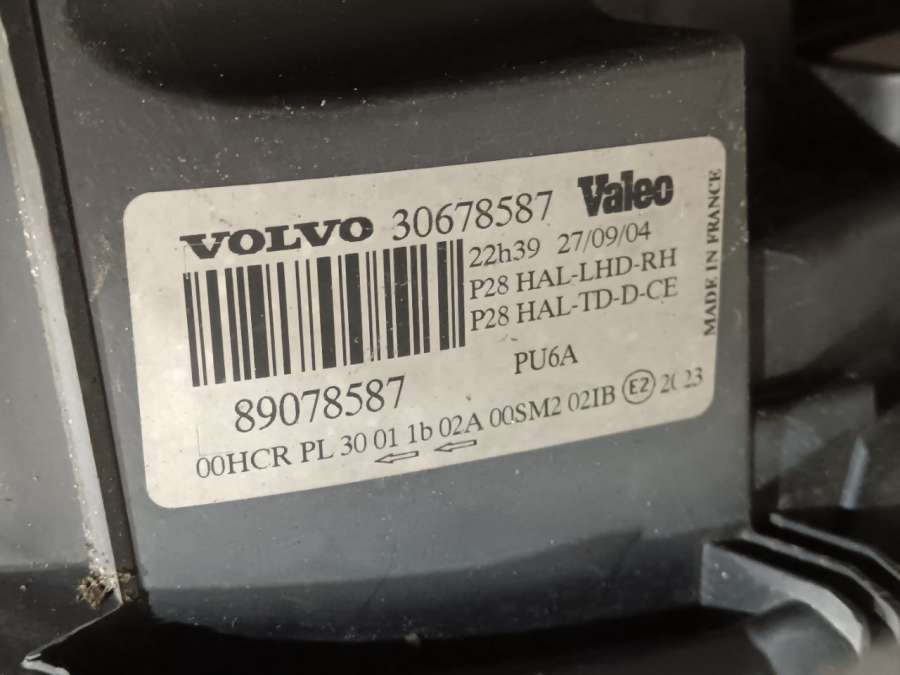 VOLVO 30678587 Valeo
22h39 27/09/04
P28 HAL-LHD-RH
P28 HAL-TD-D-CE
PU6A
89078587
00HCR PL 30 01 1b 02A 00SM2 02IB E2
MADE IN FRANCE